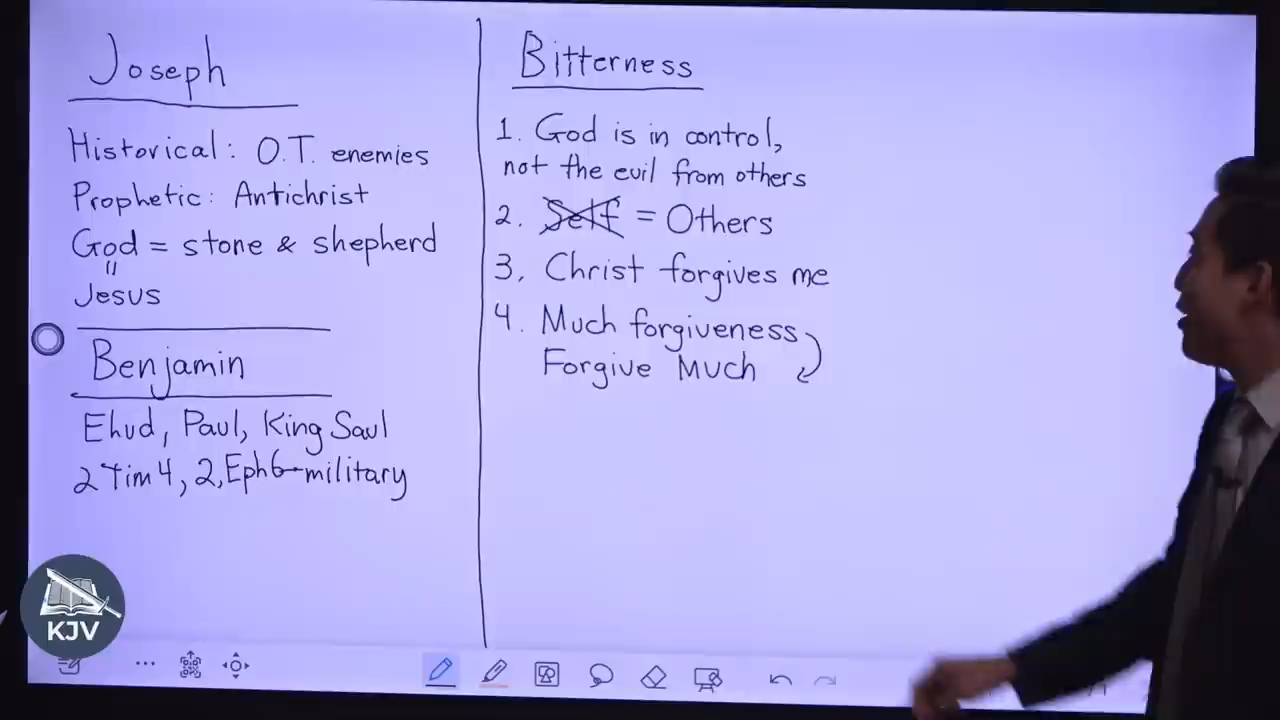 Joseph
Historical: O.T. enemies
Prophetic: Antichrist
God = stone & shepherd
"
Jesus
Benjamin
Ehud, Paul, King Saul
2 Tim 4, 2, Eph 6-military
Bitterness
1. God is in control,
not the evil from others
2. Self = Others
3. Christ forgives me
4. Much forgiveness
Forgive Much
KJV